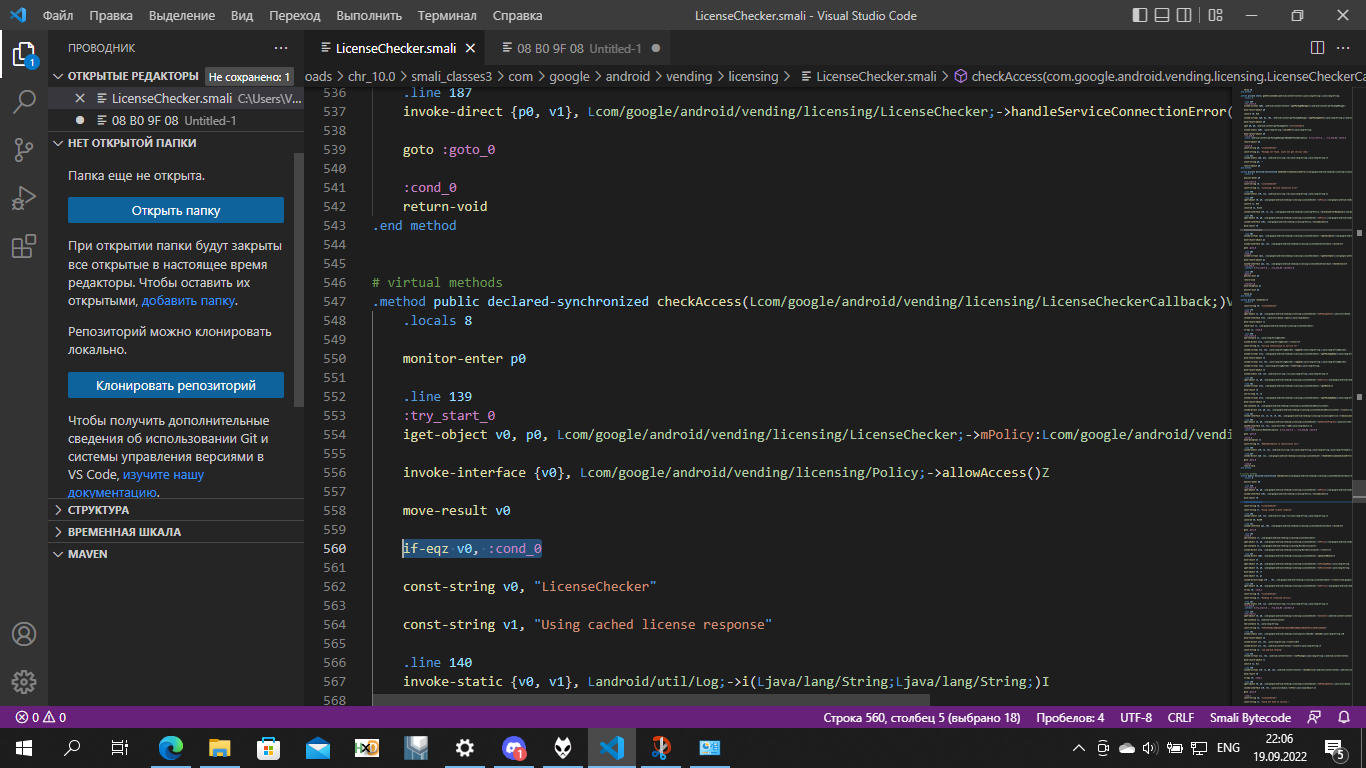 Файл Правка Выделение Вид Переход Выполнить Терминал Справка LicenseChecker.smali - Visual Studio Code
ПРОВОДНИК
LicenseChecker.smali 08 B0 9F 08 Untitled-1
1
ОТКРЫТЫЕ РЕДАКТОРЫ Не сохранено: 1
LicenseChecker.smali C:\Users\V...
08 B0 9F 08 Untitled-1
НЕТ ОТКРЫТОЙ ПАПКИ
Папка еще не открыта.
Открыть папку
При открытии папки будут закрыты
все открытые в настоящее время
редакторы. Чтобы оставить их
открытыми, добавить папку.
Репозиторий можно клонировать
локально.
Клонировать репозиторий
Чтобы получить дополнительные
сведения об использовании Git и
системы управления версиями в
VS Code, изучите нашу
документацию.
СТРУКТУРА
ВРЕМЕННАЯ ШКАЛА
MAVEN
oads > chr_10.0 > smali_classes3 > com > google > android > vending > licensing > LicenseChecker.smali > checkAccess(com.google.android.vending.licensing.LicenseCheckerCa
536 .line 187
537 invoke-direct {p0, v1}, Lcom/google/android/vending/licensing/LicenseChecker;->handleServiceConnectionError(
538
539 goto :goto_0
540
541 :cond_0
542 return-void
543 .end method
544
545
546 # virtual methods
547 .method public declared-synchronized checkAccess(Lcom/google/android/vending/licensing/LicenseCheckerCallback;)V
548 .locals 8
549
550 monitor-enter p0
551
552 .line 139
553 :try_start_0
554 iget-object v0, p0, Lcom/google/android/vending/licensing/LicenseChecker;->mPolicy:Lcom/google/android/vendi
555
556 invoke-interface {v0}, Lcom/google/android/vending/licensing/Policy;->allowAccess()Z
557
558 move-result v0
559
560 if-eqz v0, :cond_0
561
562 const-string v0, "LicenseChecker"
563
564 const-string v1, "Using cached license response"
565
566 .line 140
567 invoke-static {v0, v1}, Landroid/util/Log;->i(Ljava/lang/String;Ljava/lang/String;)I
568
0 0 Строка 560, столбец 5 (выбрано 18) Пробелов: 4 UTF-8 CRLF Smali Bytecode
HxD 1 ENG 22:06
19.09.2022 5